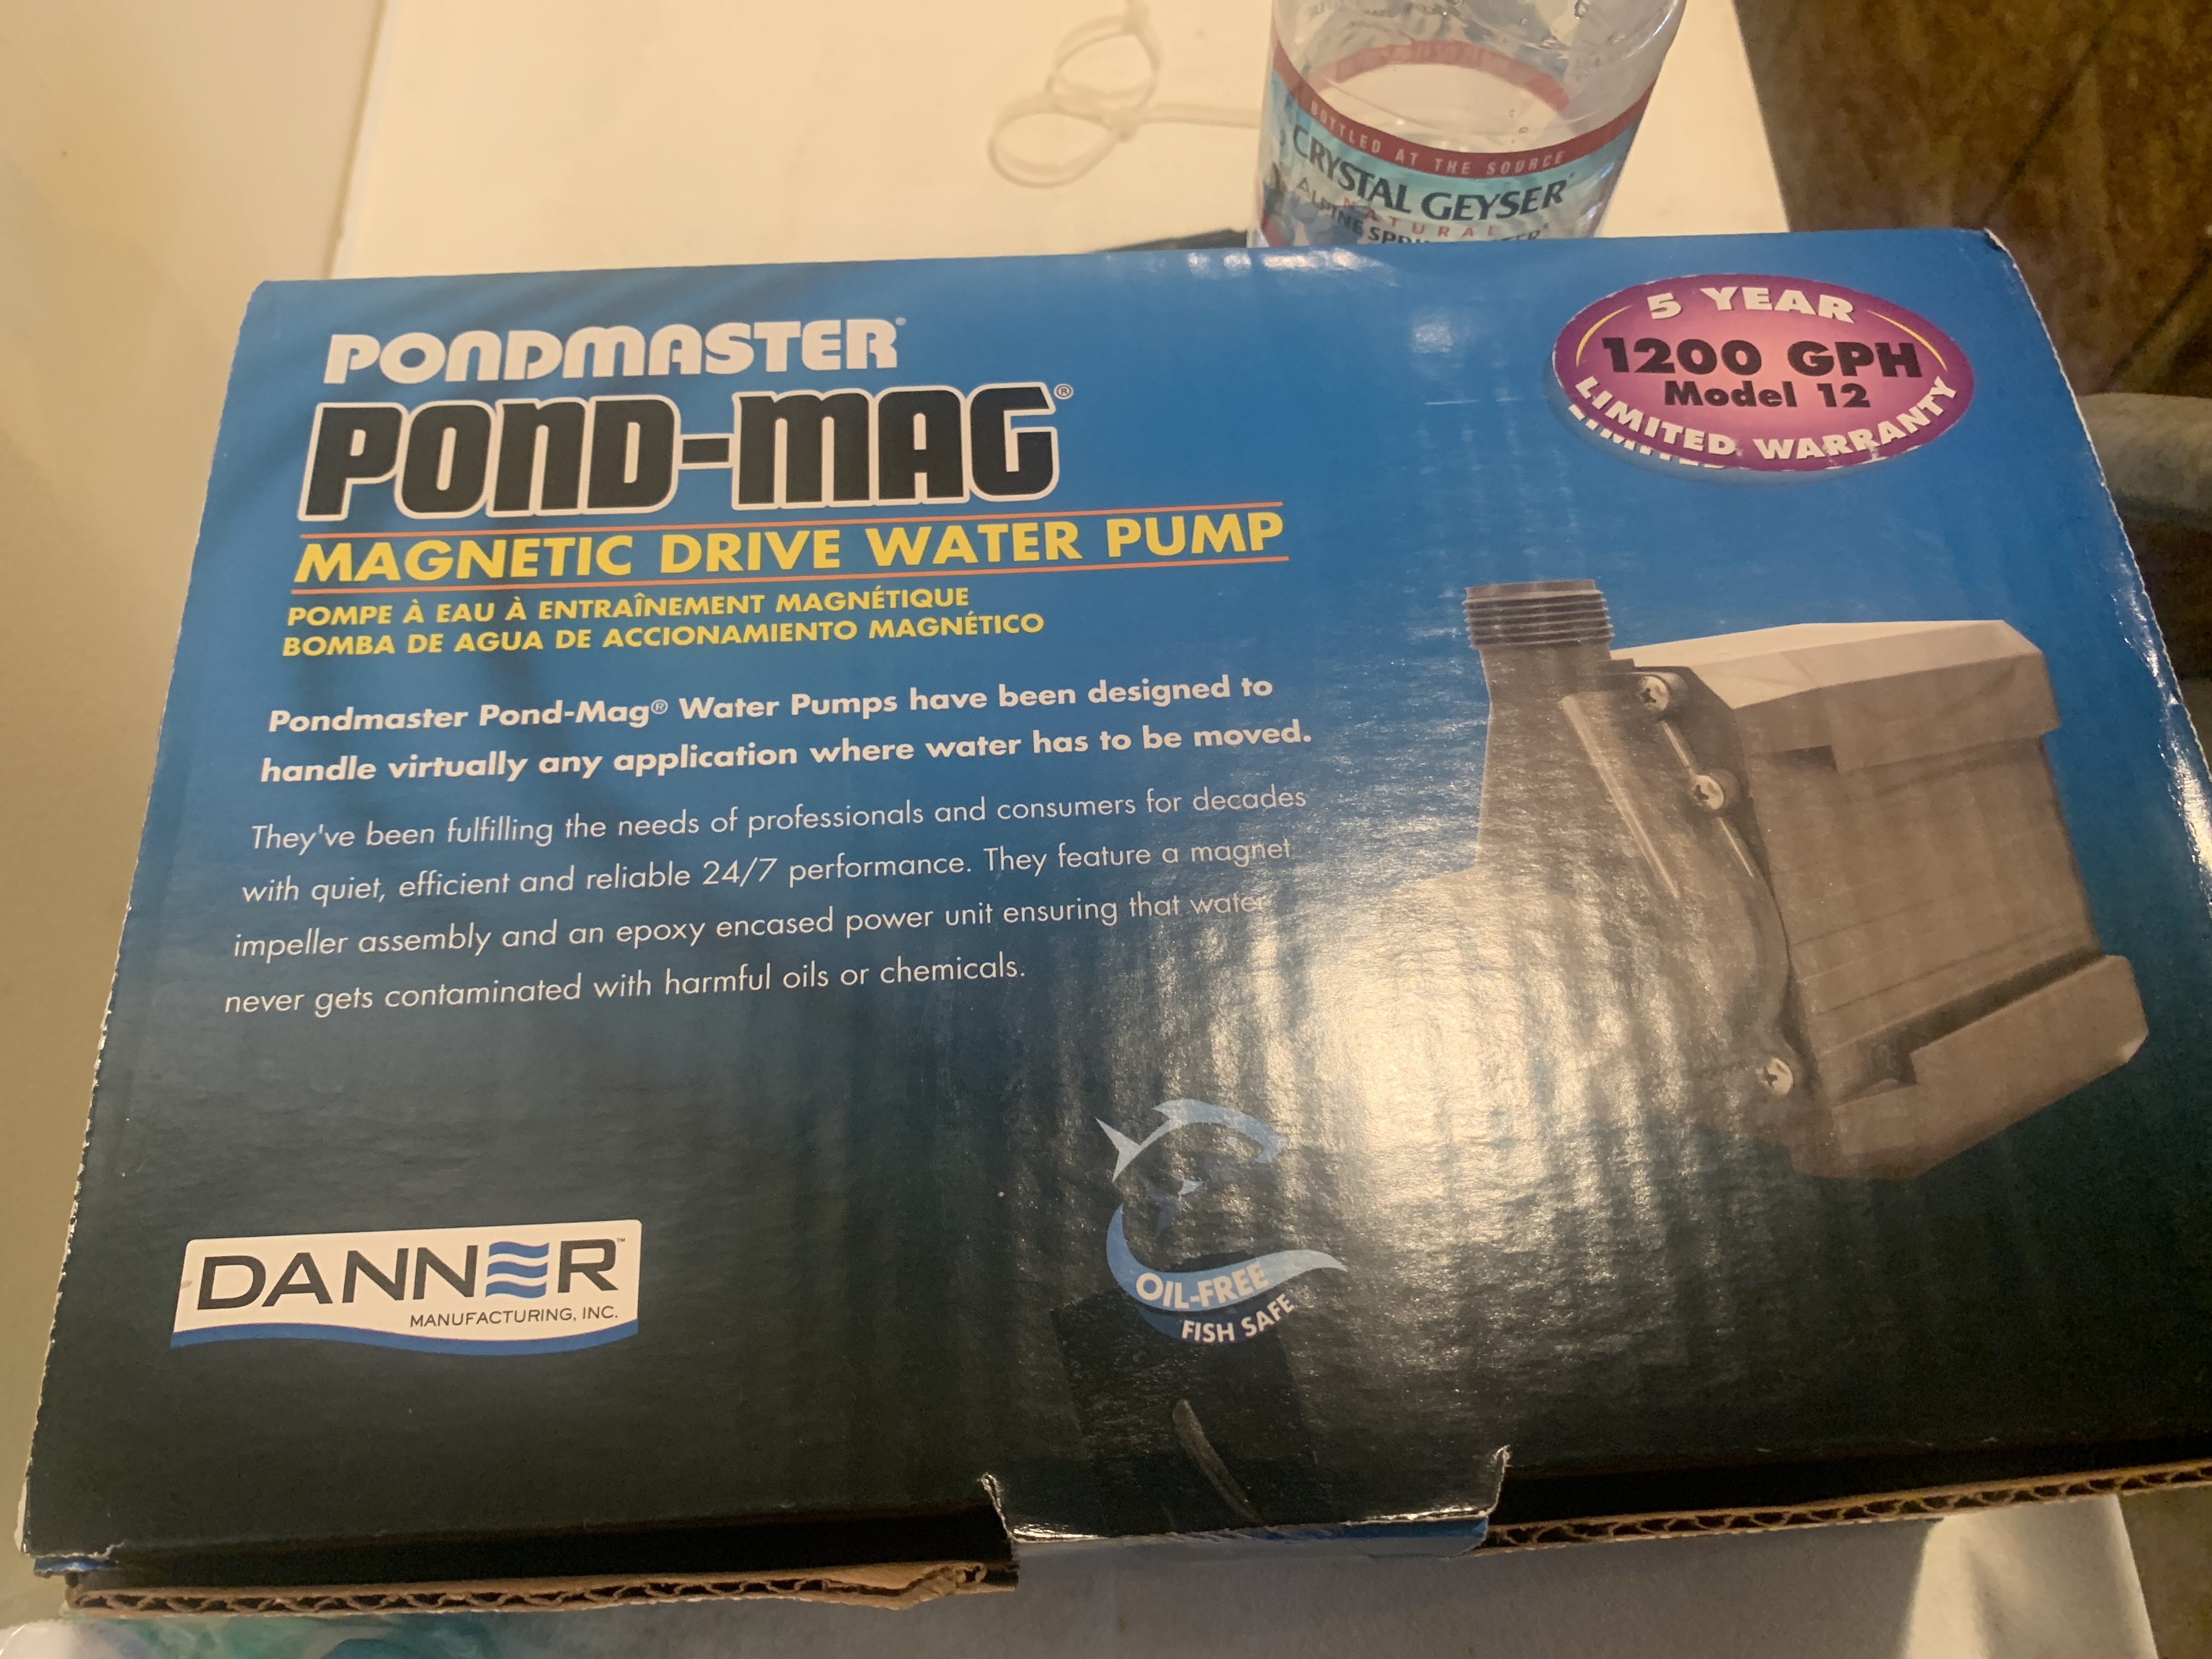 BOTTLED AT THE SOURCE
CRYSTAL GEYSER®
NATURAL
ALPINE
PONDMASTER®
POND-MAG®
MAGNETIC DRIVE WATER PUMP
POMPE À EAU À ENTRAÎNEMENT MAGNÉTIQUE
BOMBA DE AGUA DE ACCIONAMIENTO MAGNÉTICO
Pondmaster Pond-Mag® Water Pumps have been designed to
handle virtually any application where water has to be moved.
They've been fulfilling the needs of professionals and consumers for decades
with quiet, efficient and reliable 24/7 performance. They feature a magnet
impeller assembly and an epoxy encased power unit ensuring that water
never gets contaminated with harmful oils or chemicals.
5 YEAR
1200 GPH
Model 12
LIMITED WARRANTY
DANNER™
MANUFACTURING, INC.
OIL-FREE
FISH SAFE